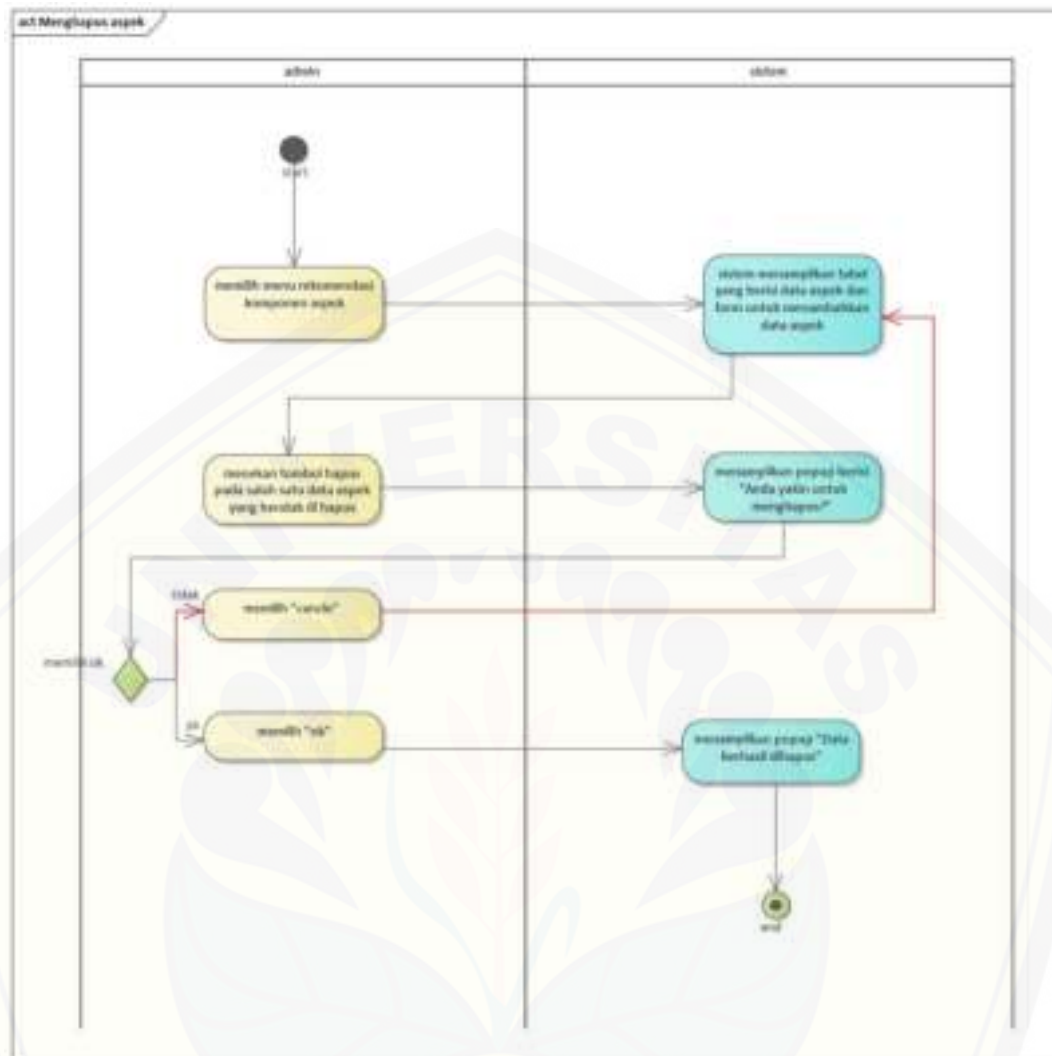 act Menghapus aspek
admin
sistem
start
memilih menu rekomendasi
komponen aspek
sistem menampilkan tabel
yang berisi data aspek dan
form untuk menambahkan
data aspek
menekan tombol hapus
pada salah satu data aspek
yang hendak di hapus
menampilkan popup berisi
"Anda yakin untuk
menghapus?"
tidak
memilih "cancle"
memilih ok
ya
memilih "ok"
menampilkan popup "Data
berhasil dihapus"
end
UNIVERSITAS